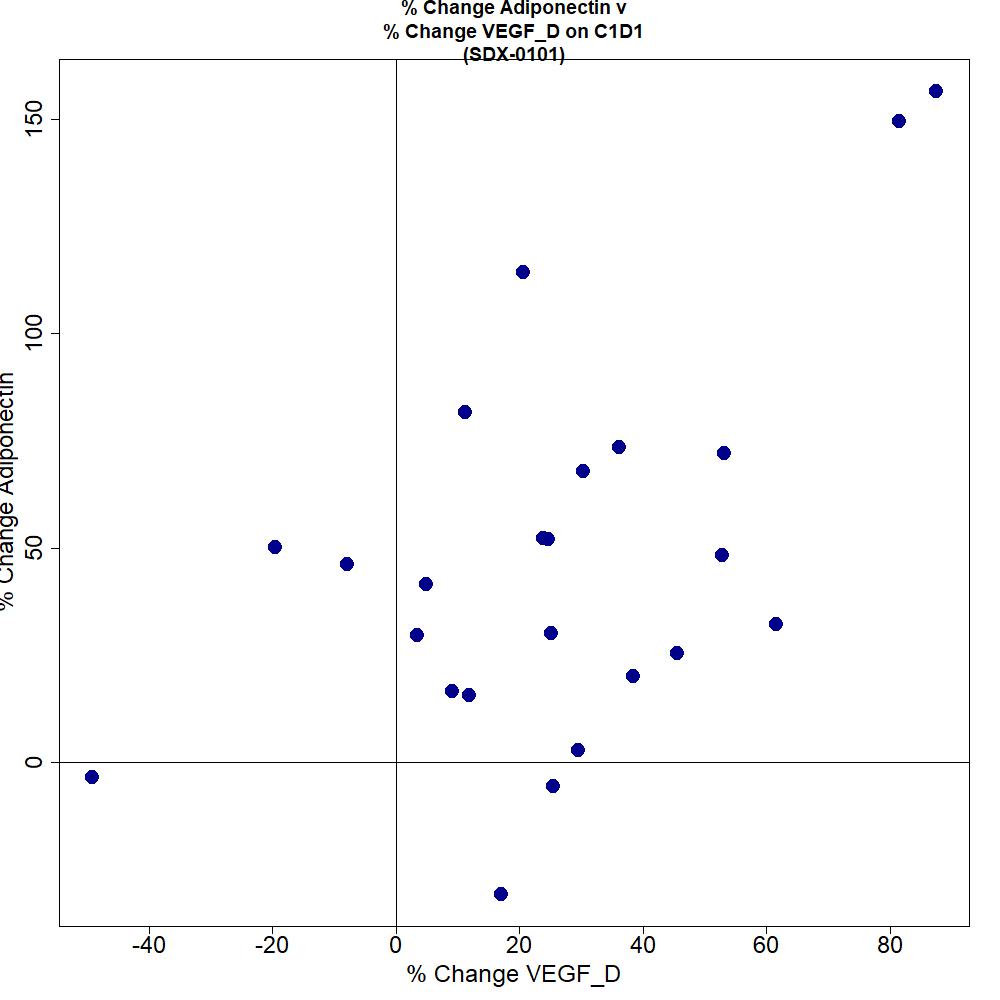 % Change Adiponectin v
% Change VEGF_D on C1D1
(SDX-0101)
% Change Adiponectin
150
100
50
0
-40
-20
0
20
40
60
80
% Change VEGF_D